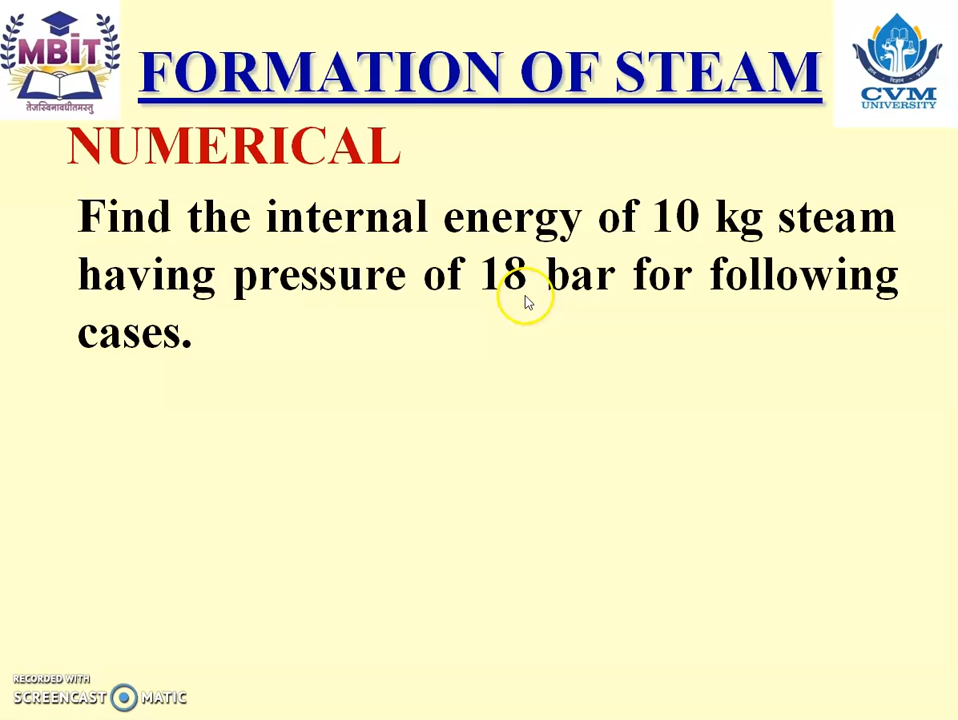 MBIT
तेजस्विनावधीतमस्तु
FORMATION OF STEAM
CVM
UNIVERSITY
NUMERICAL
Find the internal energy of 10 kg steam
having pressure of 18 bar for following
cases.
RECORDED WITH
SCREENCAST MATIC